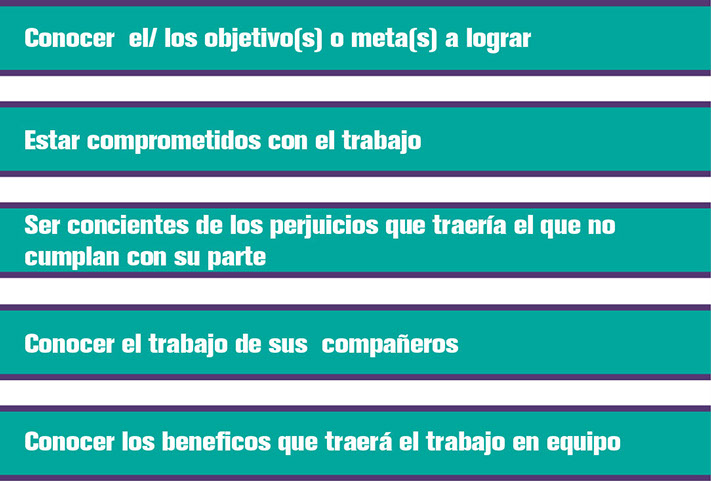 Conocer  el/ los objetivo(s) o meta(s) a lograr
Estar comprometidos con el trabajo
Ser concientes de los perjuicios que traería el que no
cumplan con su parte
Conocer el trabajo de sus  compañeros
Conocer los beneficos que traerá el trabajo en equipo